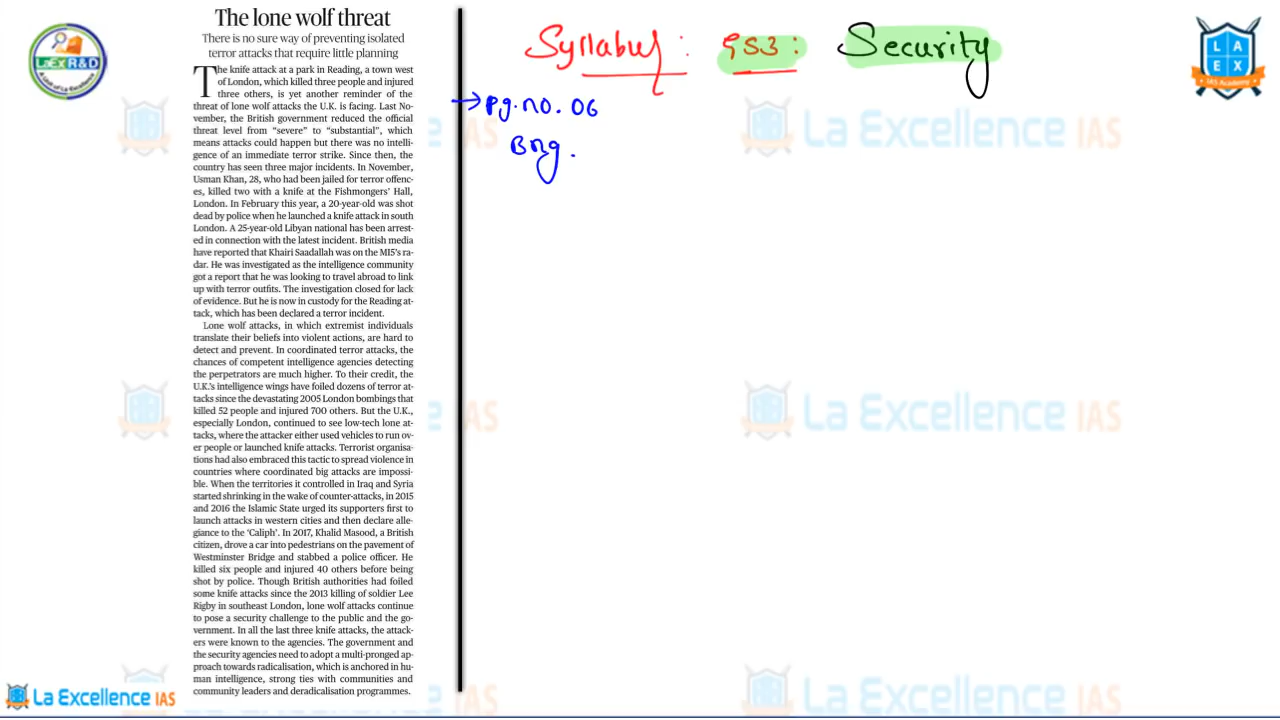 The lone wolf threat
There is no sure way of preventing isolated
terror attacks that require little planning
The knife attack at a park in Reading, a town west
of London, which killed three people and injured
three others, is yet another reminder of the
threat of lone wolf attacks the U.K. is facing. Last No-
vember, the British government reduced the official
threat level from “severe” to “substantial”, which
means attacks could happen but there was no intelli-
gence of an immediate terror strike. Since then, the
country has seen three major incidents. In November,
Usman Khan, 28, who had been jailed for terror offenc-
es, killed two with a knife at the Fishmongers’ Hall,
London. In February this year, a 20-year-old was shot
dead by police when he launched a knife attack in south
London. A 25-year-old Libyan national has been arrest-
ed in connection with the latest incident. British media
have reported that Khairi Saadallah was on the MI5’s ra-
dar. He was investigated as the intelligence community
got a report that he was looking to travel abroad to link
up with terror outfits. The investigation closed for lack
of evidence. But he is now in custody for the Reading at-
tack, which has been declared a terror incident.
Lone wolf attacks, in which extremist individuals
translate their beliefs into violent actions, are hard to
detect and prevent. In coordinated terror attacks, the
chances of competent intelligence agencies detecting
the perpetrators are much higher. To their credit, the
U.K.’s intelligence wings have foiled dozens of terror at-
tacks since the devastating 2005 London bombings that
killed 52 people and injured 700 others. But the U.K.,
especially London, continued to see low-tech lone at-
tacks, where the attacker either used vehicles to run ov-
er people or launched knife attacks. Terrorist organisa-
tions had also embraced this tactic to spread violence in
countries where coordinated big attacks are impossi-
ble. When the territories it controlled in Iraq and Syria
started shrinking in the wake of counter-attacks, in 2015
and 2016 the Islamic State urged its supporters first to
launch attacks in western cities and then declare alle-
giance to the ‘Caliph’. In 2017, Khalid Masood, a British
citizen, drove a car into pedestrians on the pavement of
Westminster Bridge and stabbed a police officer. He
killed six people and injured 40 others before being
shot by police. Though British authorities had foiled
some knife attacks since the 2013 killing of soldier Lee
Rigby in southeast London, lone wolf attacks continue
to pose a security challenge to the public and the go-
vernment. In all the last three knife attacks, the attack-
ers were known to the agencies. The government and
the security agencies need to adopt a multi-pronged ap-
proach towards radicalisation, which is anchored in hu-
man intelligence, strong ties with communities and
community leaders and deradicalisation programmes.
Syllabus: GS3: Security
→ pg.no. 06
Bng.
LaEx R&D
LAEX
IAS Academy
La Excellence IAS
La Excellence IAS
La Excellence IAS
La Excellence IAS